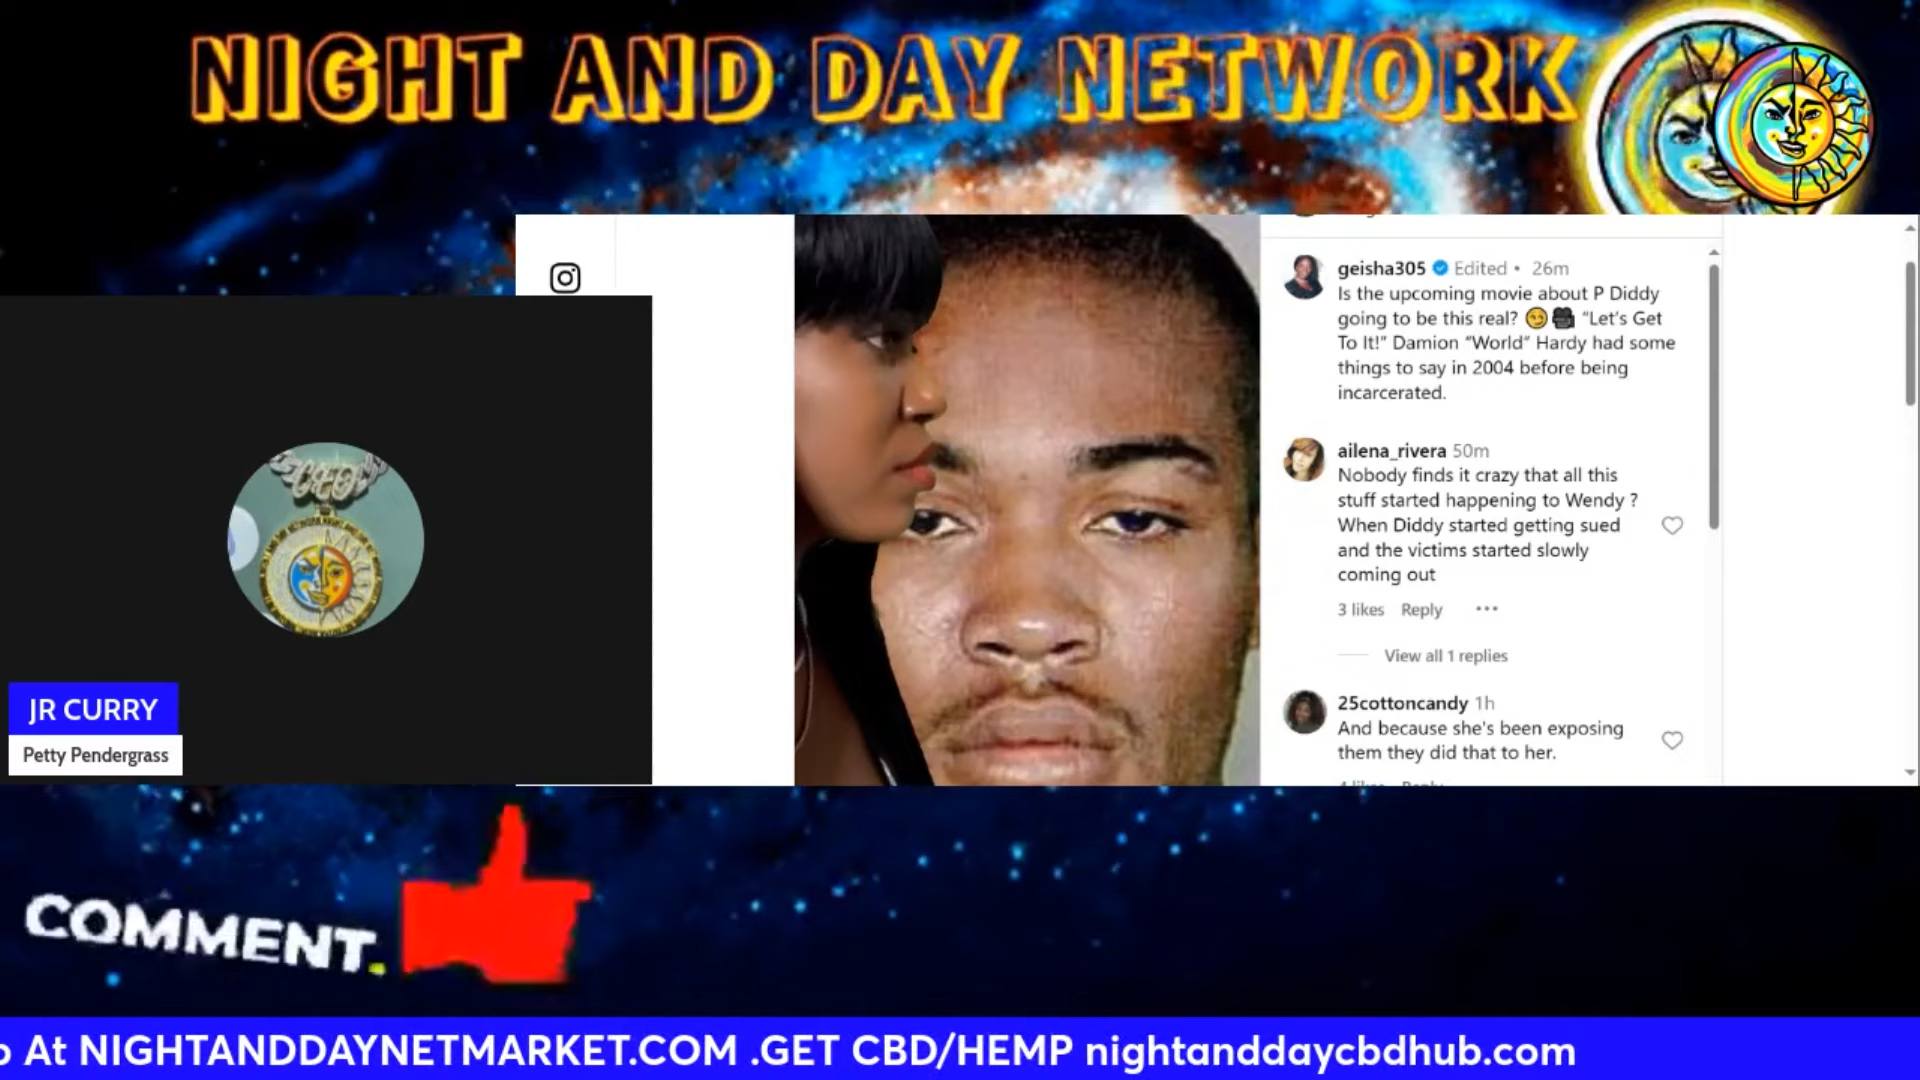 NIGHT AND DAY NETWORK
geisha305 Edited • 26m
Is the upcoming movie about P Diddy
going to be this real? 😏 🎥 “Let's Get
To It!” Damion “World” Hardy had some
things to say in 2004 before being
incarcerated.
ailena_rivera 50m
Nobody finds it crazy that all this
stuff started happening to Wendy ?
When Diddy started getting sued
and the victims started slowly
coming out
3 likes Reply •••
View all 1 replies
25cottoncandy 1h
And because she's been exposing
them they did that to her.
CEO
JR CURRY
Petty Pendergrass
COMMENT.
At NIGHTANDDAYNETMARKET.COM .GET CBD/HEMP nightanddaycbdhub.com